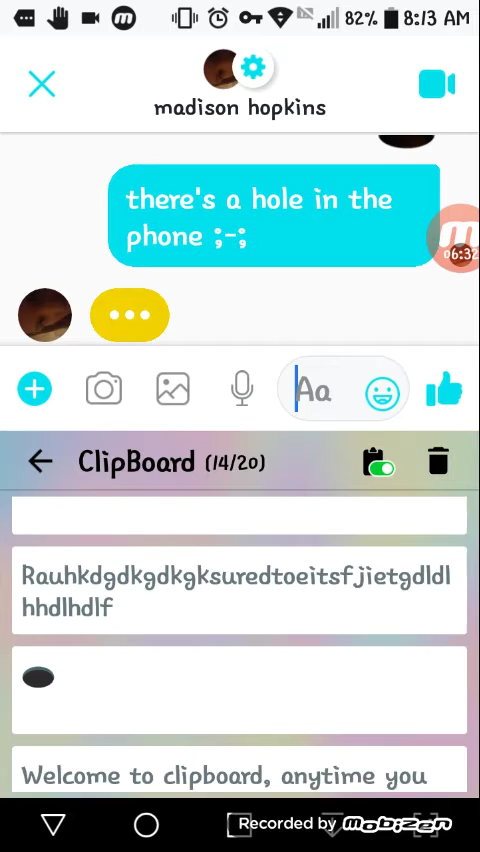 82% 8:13 AM
madison hopkins
there's a hole in the
phone ;-;
06:32
Aa
ClipBoard (14/20)
Rauhkdgdkgdkgksuredtoeitsfjietgdldl
hhdlhdlf
Welcome to clipboard, anytime you
Recorded by mobizen